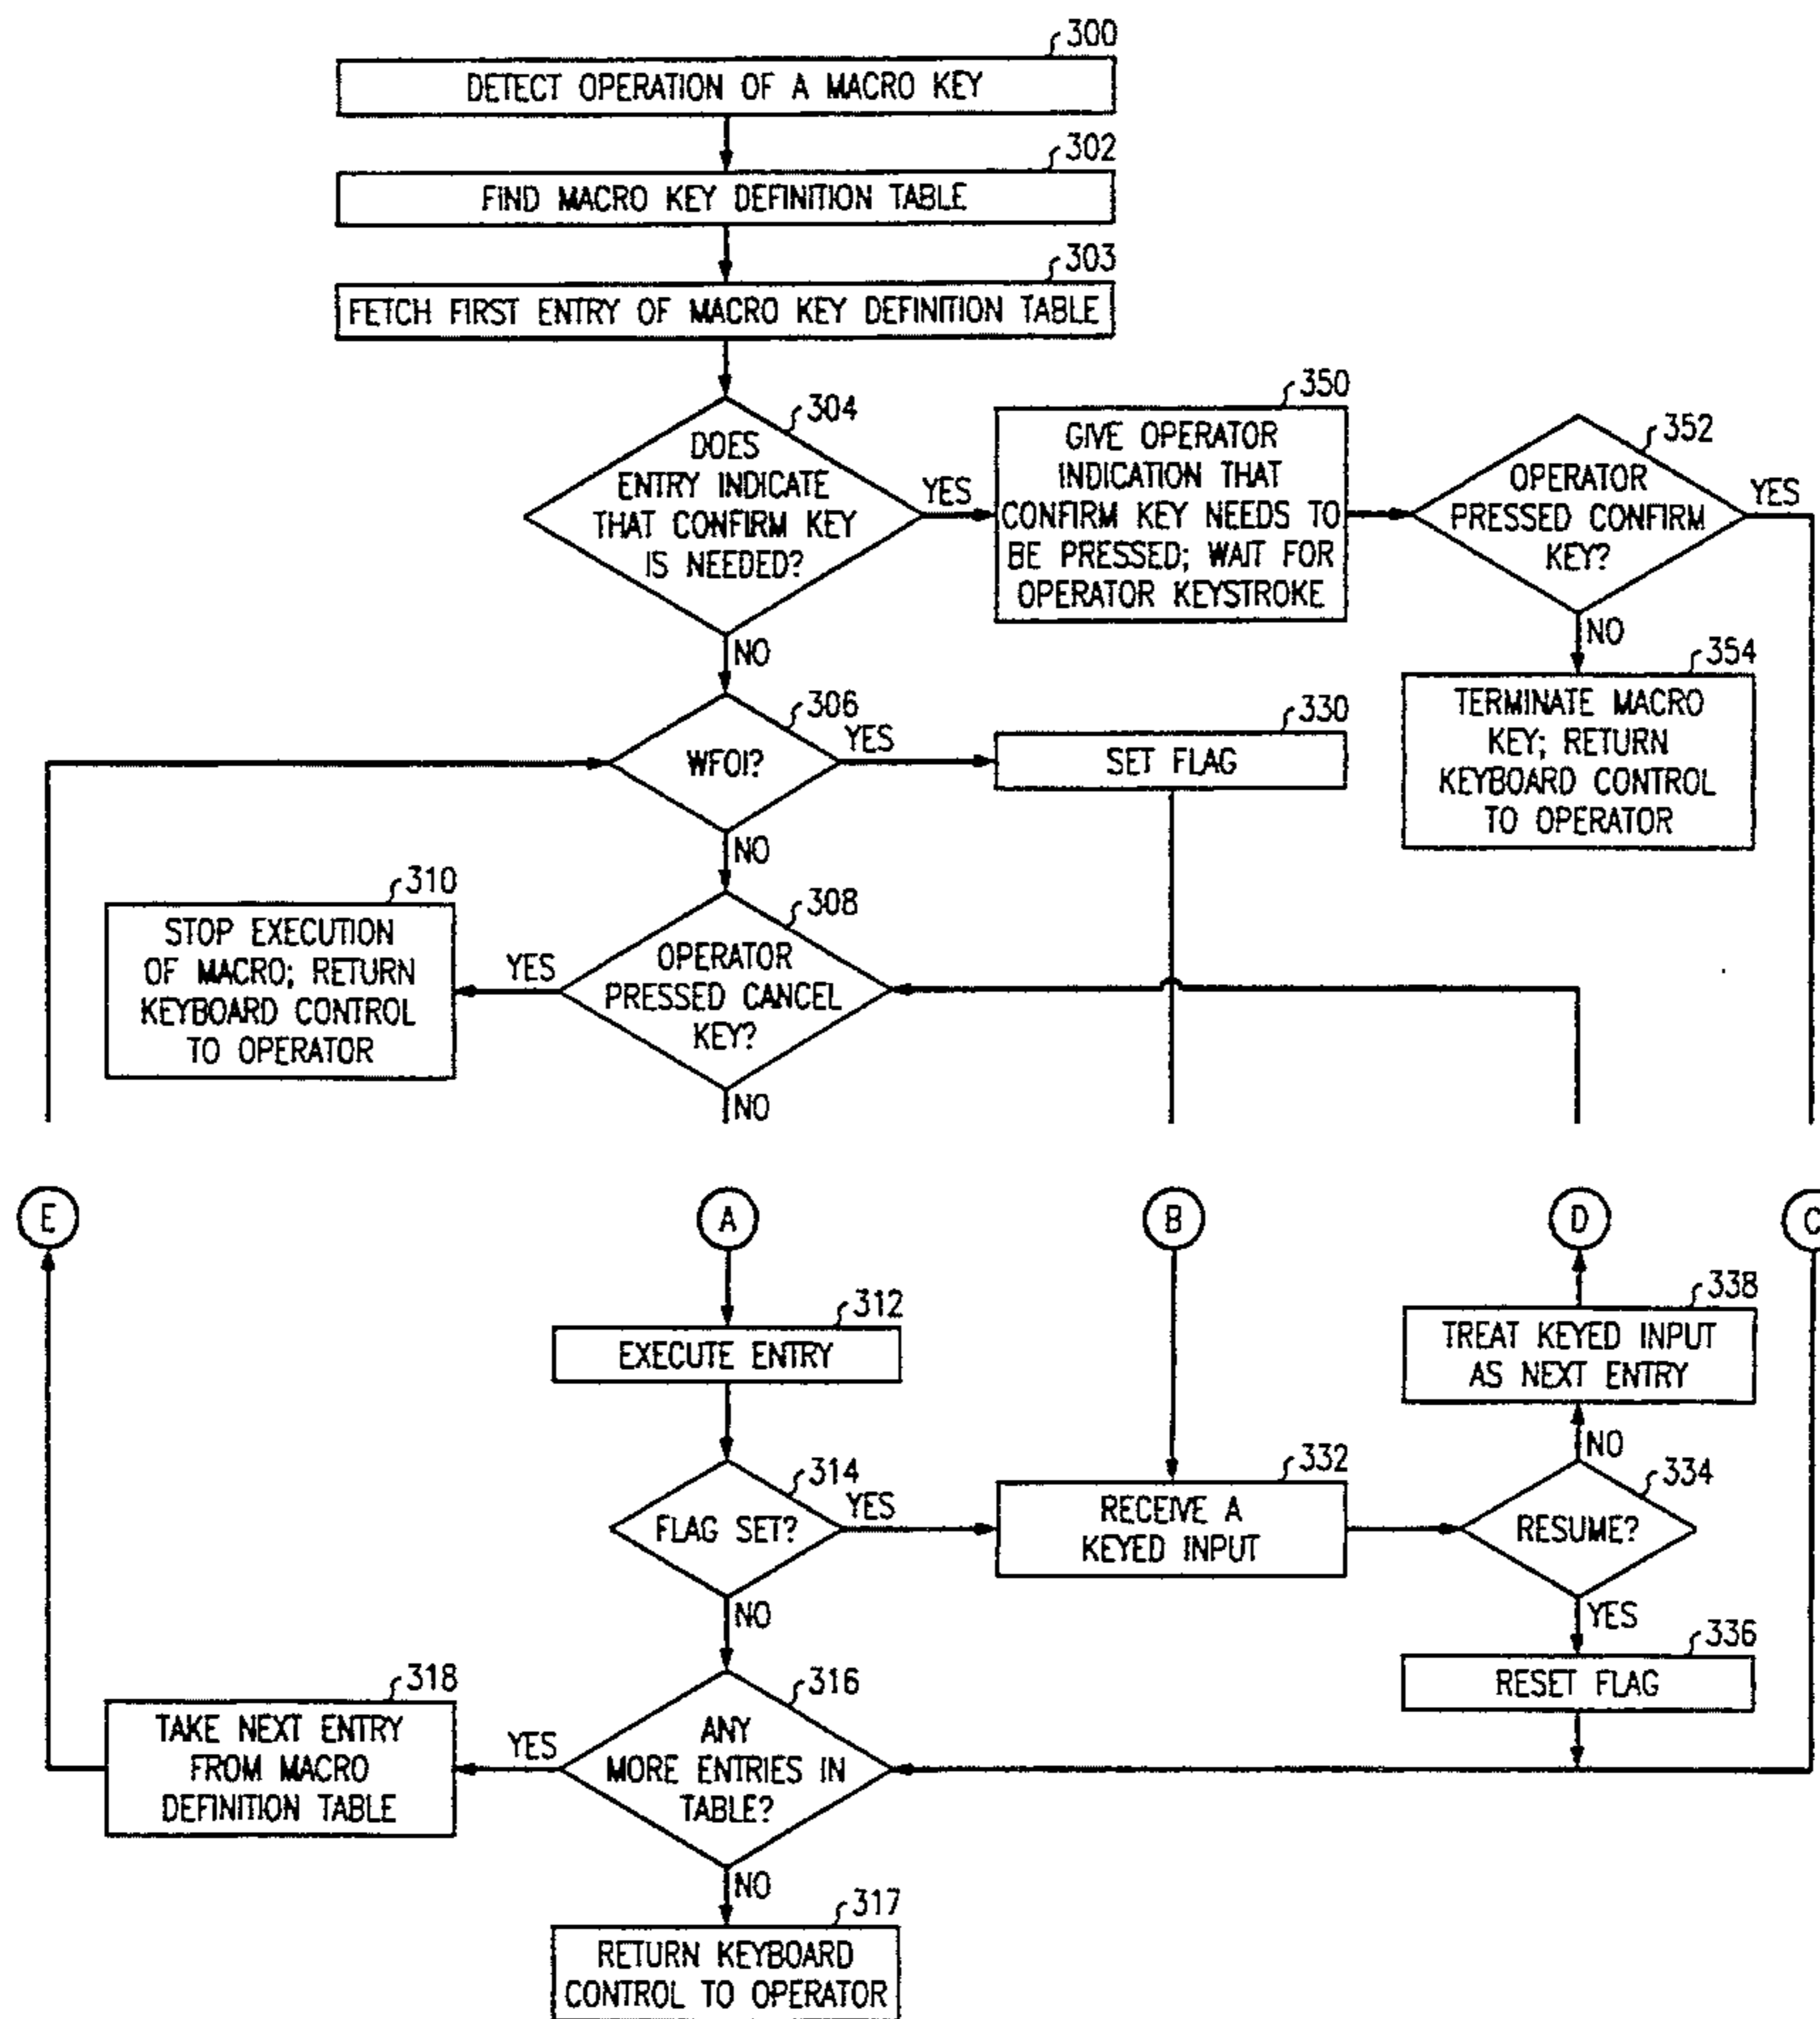 300
DETECT OPERATION OF A MACRO KEY
302
FIND MACRO KEY DEFINITION TABLE
303
FETCH FIRST ENTRY OF MACRO KEY DEFINITION TABLE
304
DOES
ENTRY INDICATE
THAT CONFIRM KEY
IS NEEDED?
YES
NO
350
GIVE OPERATOR
INDICATION THAT
CONFIRM KEY NEEDS TO
BE PRESSED; WAIT FOR
OPERATOR KEYSTROKE
352
OPERATOR
PRESSED CONFIRM
KEY?
YES
NO
354
TERMINATE MACRO
KEY; RETURN
KEYBOARD CONTROL
TO OPERATOR
306
WFOI?
YES
NO
330
SET FLAG
308
OPERATOR
PRESSED CANCEL
KEY?
YES
NO
310
STOP EXECUTION
OF MACRO; RETURN
KEYBOARD CONTROL
TO OPERATOR
E
A
B
D
C
312
EXECUTE ENTRY
338
TREAT KEYED INPUT
AS NEXT ENTRY
314
FLAG SET?
YES
NO
332
RECEIVE A
KEYED INPUT
334
RESUME?
NO
YES
336
RESET FLAG
316
ANY
MORE ENTRIES IN
TABLE?
YES
NO
318
TAKE NEXT ENTRY
FROM MACRO
DEFINITION TABLE
317
RETURN KEYBOARD
CONTROL TO OPERATOR